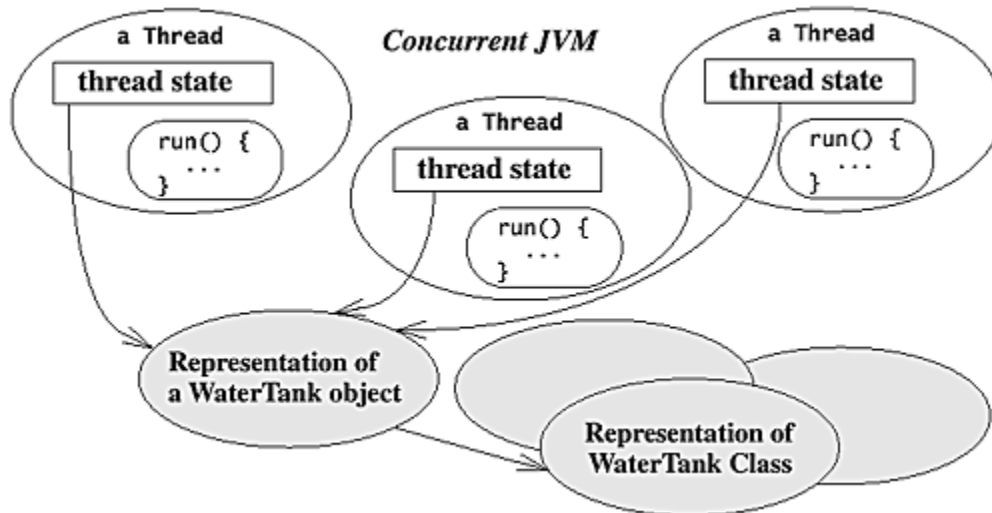 a Thread
thread state
run() {
...
}
Concurrent JVM
a Thread
thread state
run() {
...
}
a Thread
thread state
run() {
...
}
Representation of
a WaterTank object
Representation of
WaterTank Class